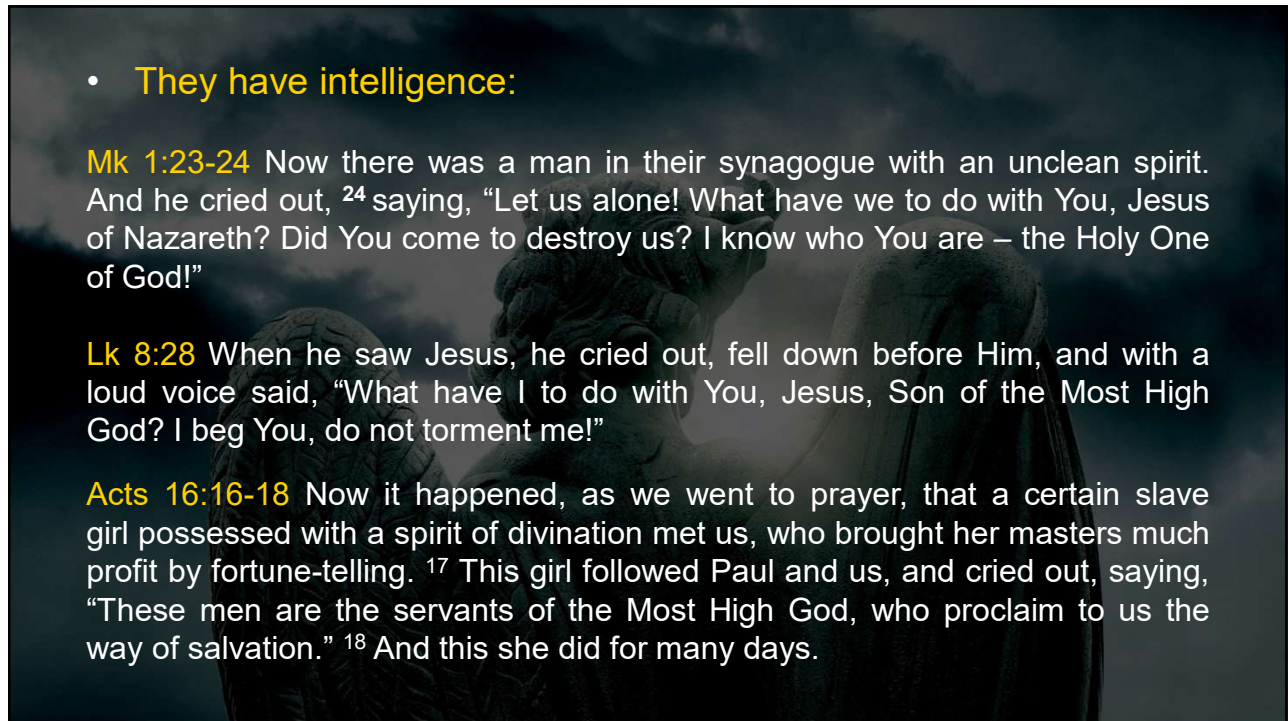 • They have intelligence:
Mk 1:23-24 Now there was a man in their synagogue with an unclean spirit.
And he cried out, 24 saying, “Let us alone! What have we to do with You, Jesus
of Nazareth? Did You come to destroy us? I know who You are – the Holy One
of God!”
Lk 8:28 When he saw Jesus, he cried out, fell down before Him, and with a
loud voice said, “What have I to do with You, Jesus, Son of the Most High
God? I beg You, do not torment me!”
Acts 16:16-18 Now it happened, as we went to prayer, that a certain slave
girl possessed with a spirit of divination met us, who brought her masters much
profit by fortune-telling. 17 This girl followed Paul and us, and cried out, saying,
“These men are the servants of the Most High God, who proclaim to us the
way of salvation.” 18 And this she did for many days.